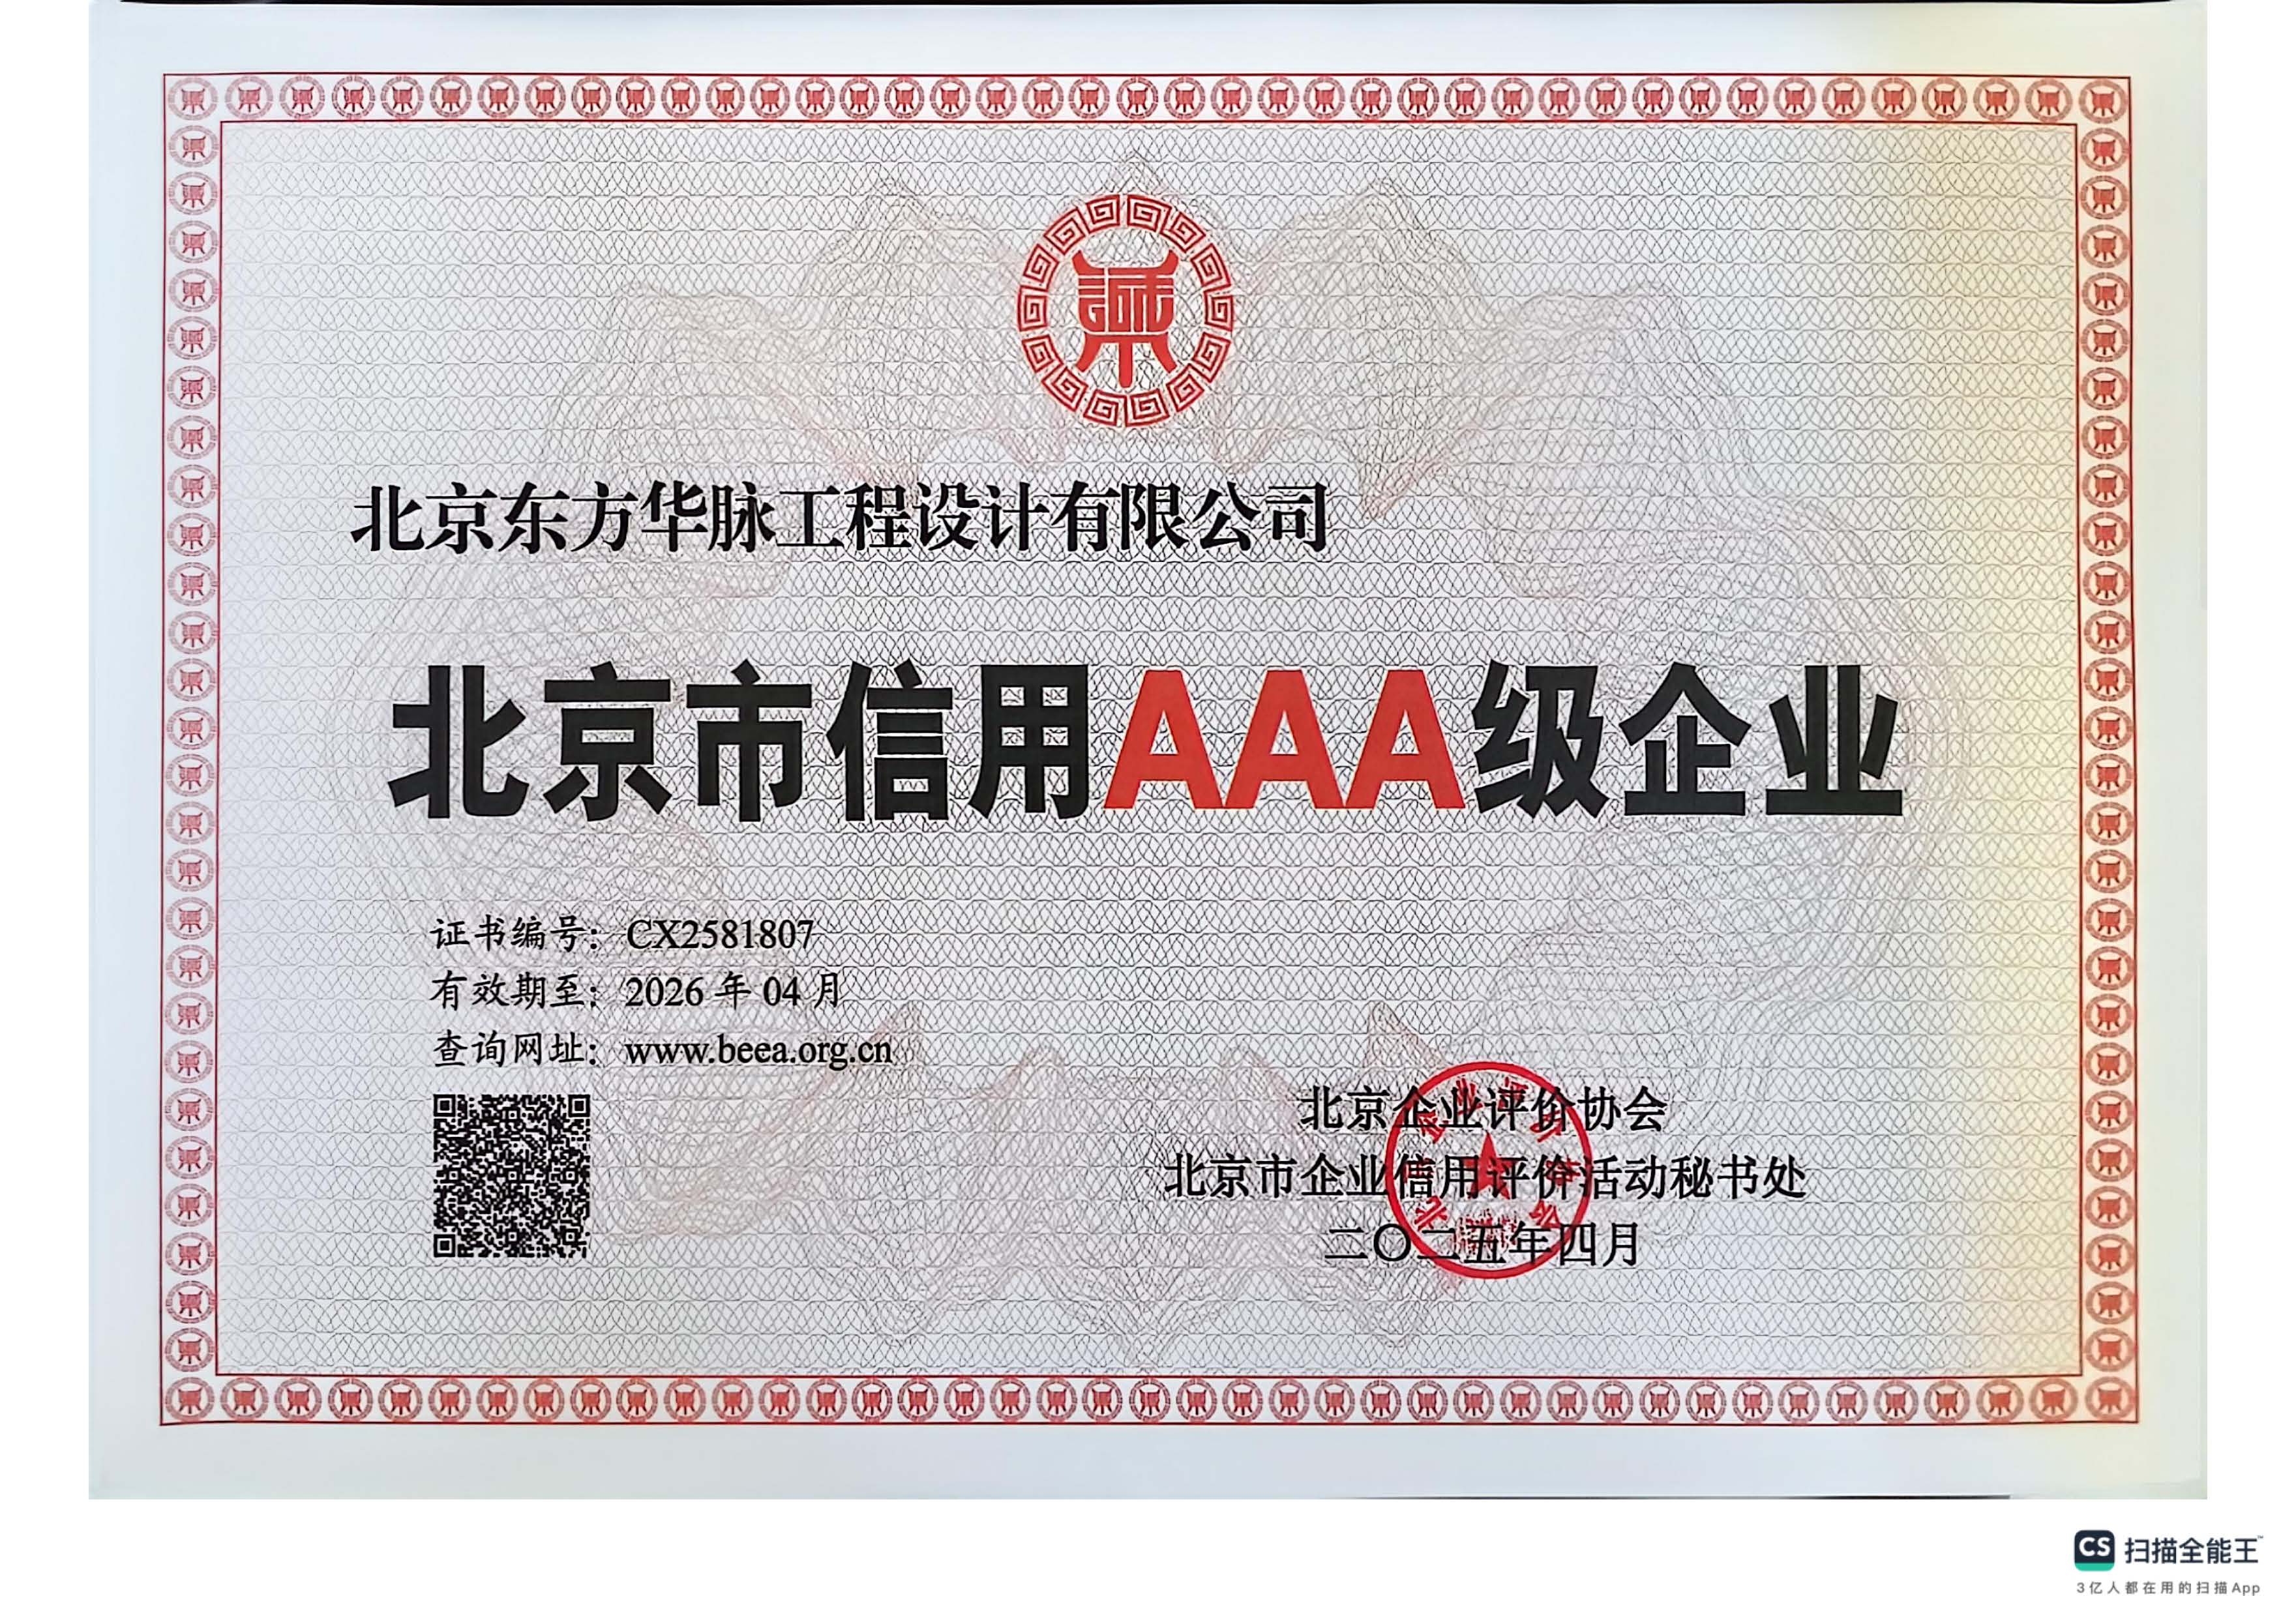 誠
北京东方华脉工程设计有限公司
北京市信用AAA级企业
证书编号：CX2581807
有效期至：2026年04月
查询网址：www.beea.org.cn
北京企业评价协会
北京市企业信用评价活动秘书处
二〇二五年四月
CS 扫描全能王™
3亿人都在用的扫描App